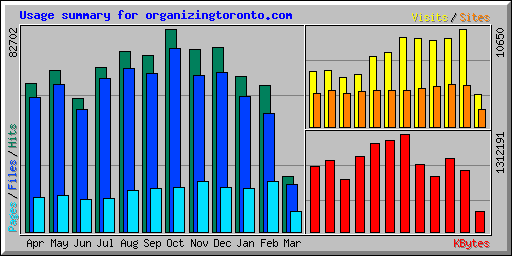 Usage summary for organizingtoronto.com
Visits/Sites
82702
10650
Pages/Files/Hits
1312191
Apr May Jun Jul Aug Sep Oct Nov Dec Jan Feb Mar
KBytes